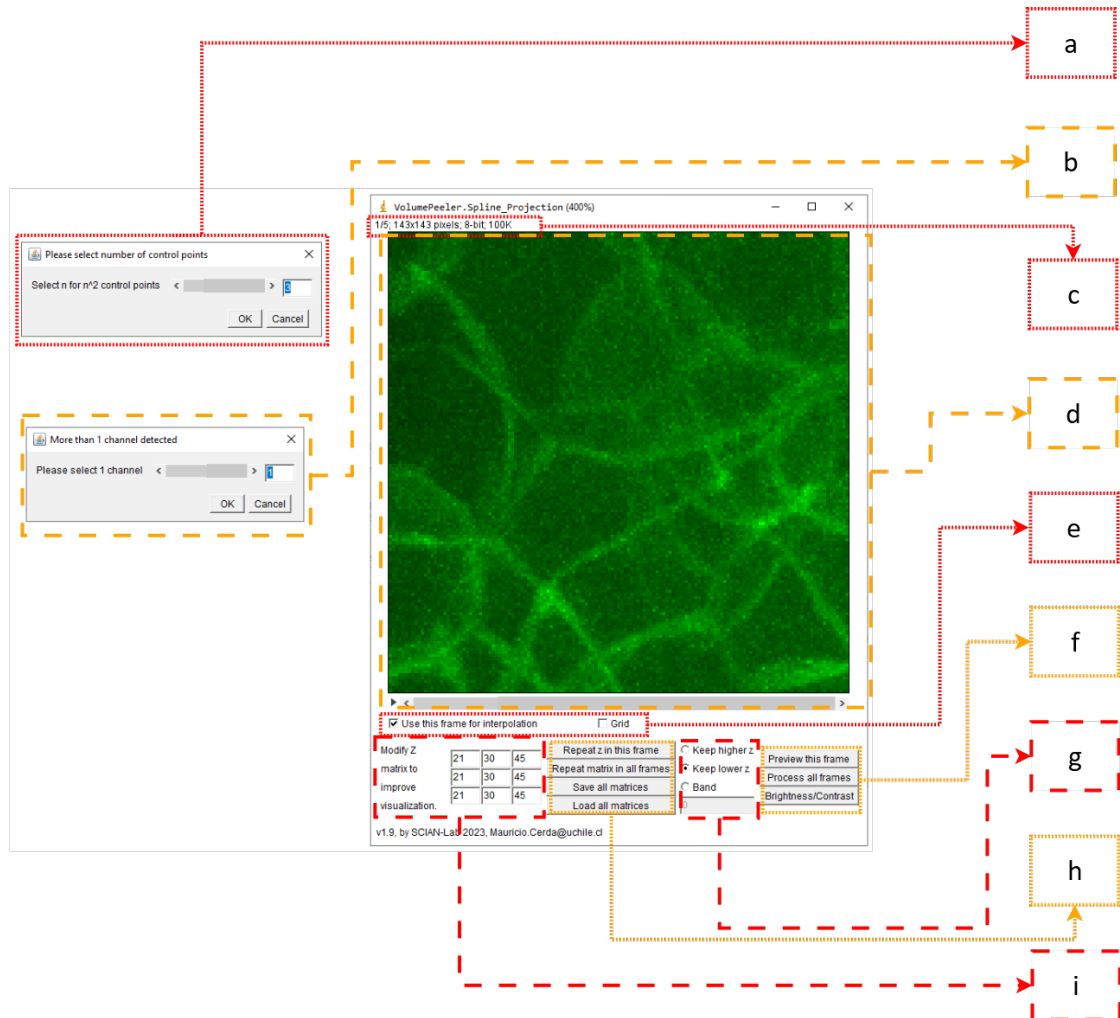 a
b
VolumePeeler.Spline_Projection (400%)
1/5; 143x143 pixels; 8-bit; 100K
Please select number of control points
Select n for n^2 control points < > 3
OK Cancel
c
d
More than 1 channel detected
Please select 1 channel < > 1
OK Cancel
e
f
Use this frame for interpolation Grid
Modify Z
matrix to
improve
visualization.
21 30 45
21 30 45
21 30 45
Repeat z in this frame
Repeat matrix in all frames
Save all matrices
Load all matrices
Keep higher z
Keep lower z
Band
0
Preview this frame
Process all frames
Brightness/Contrast
v1.9, by SCIAN-Lab 2023, Mauricio.Cerda@uchile.cl
g
h
i